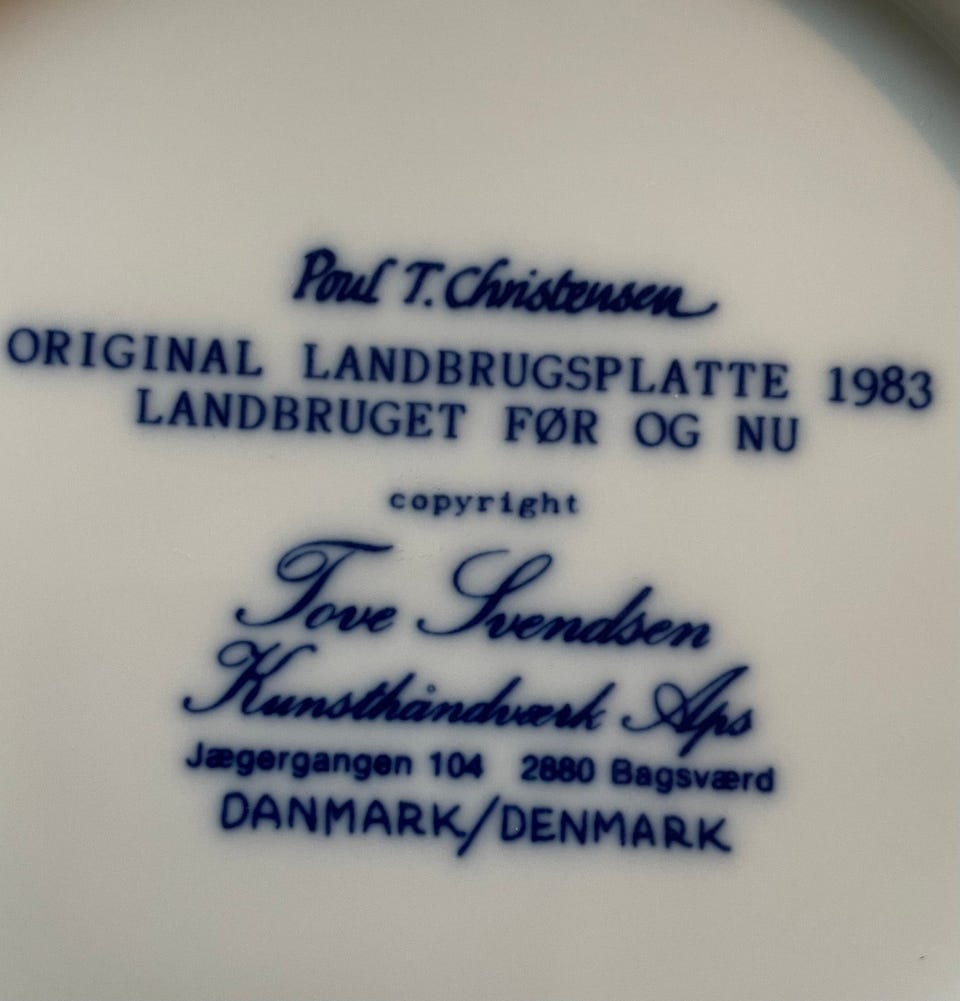 Poul T. Christensen
ORIGINAL LANDBRUGSPLATTE 1983
LANDBRUGET FØR OG NU
copyright
Tove Svendsen
Kunsthåndværk Aps
Jægergangen 104 2880 Bagsværd
DANMARK/DENMARK